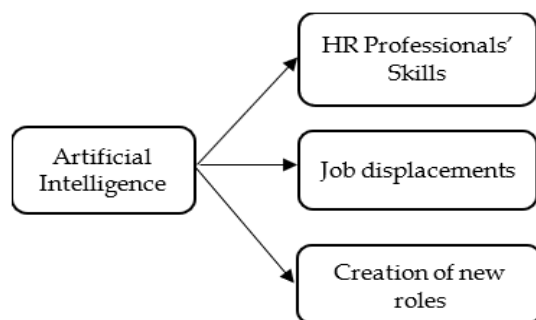 HR Professionals’
Skills
Artificial
Intelligence
Job displacements
Creation of new
roles